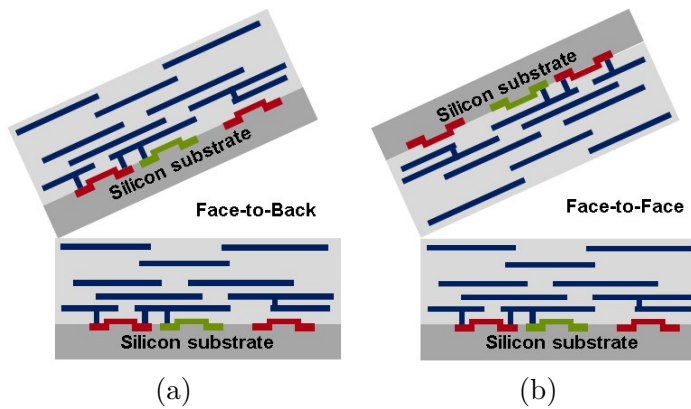 Silicon substrate
Face-to-Back
Silicon substrate
(a)
Silicon substrate
Face-to-Face
Silicon substrate
(b)